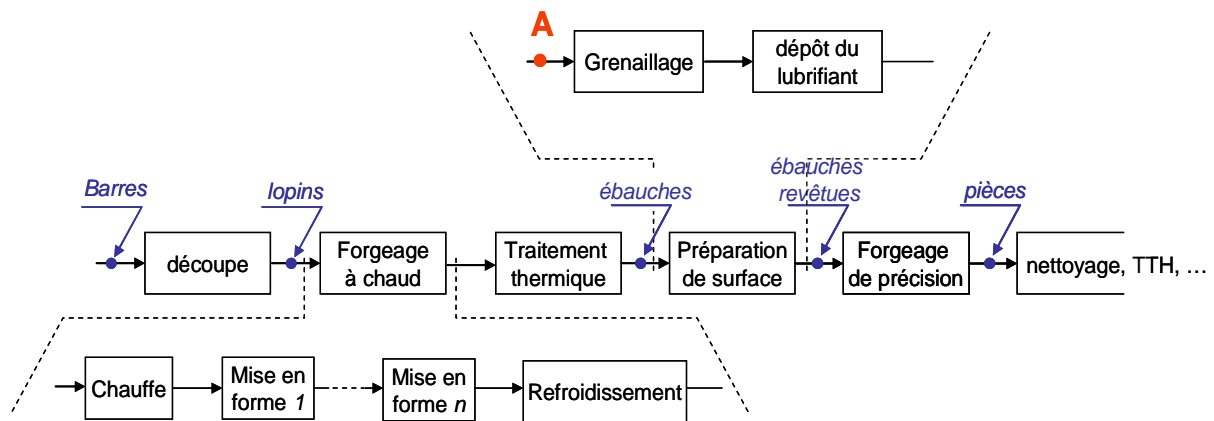 A
Grenaillage
dépôt du
lubrifiant
Barres
lopins
ébauches
ébauches
revêtues
pièces
découpe
Forgeage
à chaud
Traitement
thermique
Préparation
de surface
Forgeage
de précision
nettoyage, TTH, ...
Chauffe
Mise en
forme 1
Mise en
forme n
Refroidissement